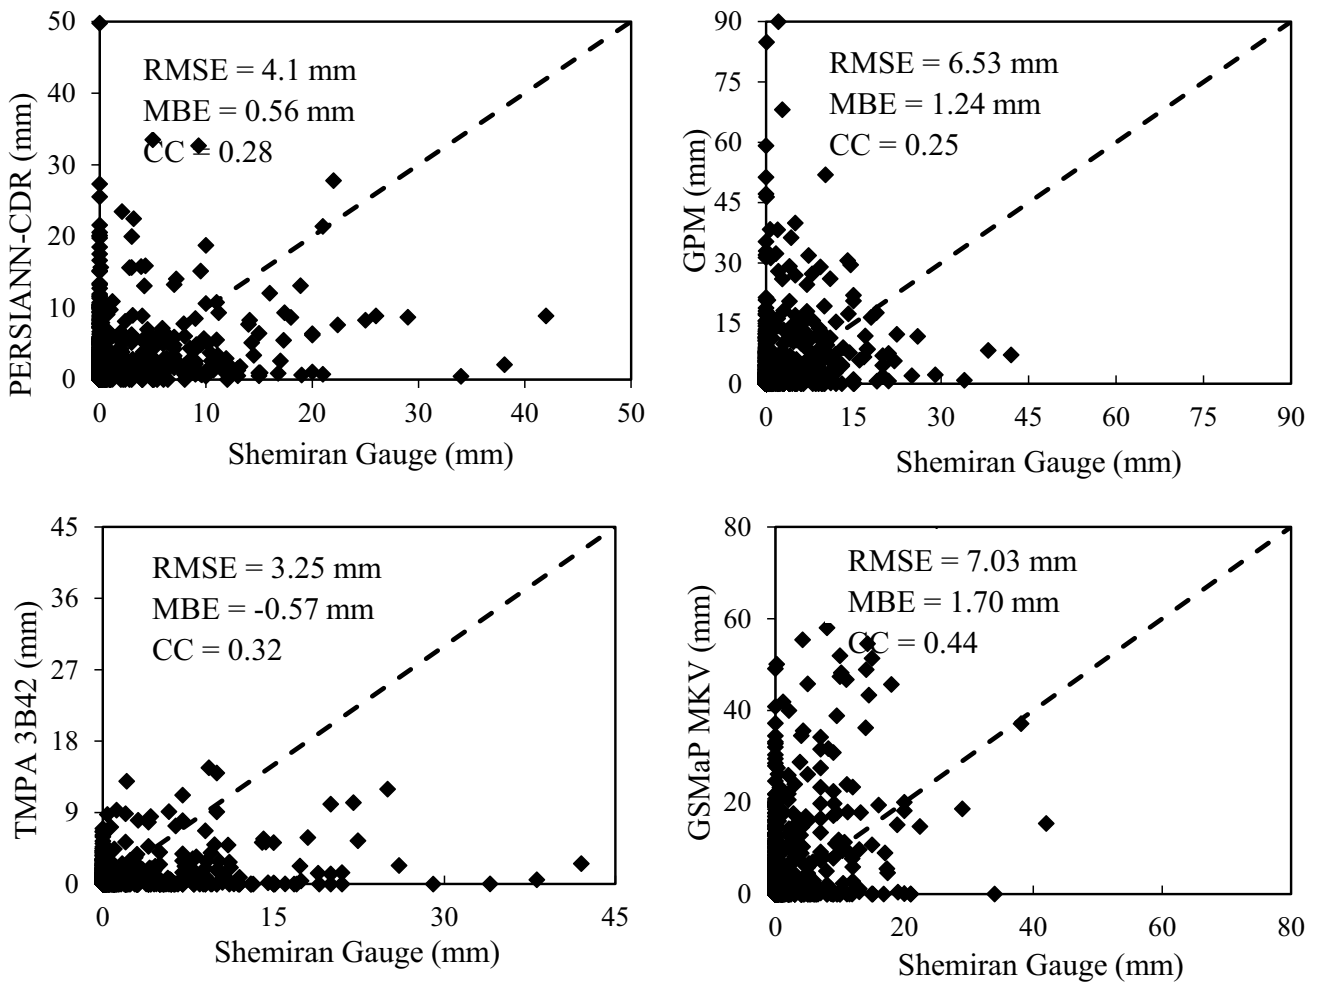 50
40
30
20
10
0
PERSIANN-CDR (mm)
RMSE = 4.1 mm
MBE = 0.56 mm
CC = 0.28
0 10 20 30 40 50
Shemiran Gauge (mm)
90
75
60
45
30
15
0
GPM (mm)
RMSE = 6.53 mm
MBE = 1.24 mm
CC = 0.25
0 15 30 45 60 75 90
Shemiran Gauge (mm)
45
36
27
18
9
0
TMPA 3B42 (mm)
RMSE = 3.25 mm
MBE = -0.57 mm
CC = 0.32
0 15 30 45
Shemiran Gauge (mm)
80
60
40
20
0
GSMaP MKV (mm)
RMSE = 7.03 mm
MBE = 1.70 mm
CC = 0.44
0 20 40 60 80
Shemiran Gauge (mm)